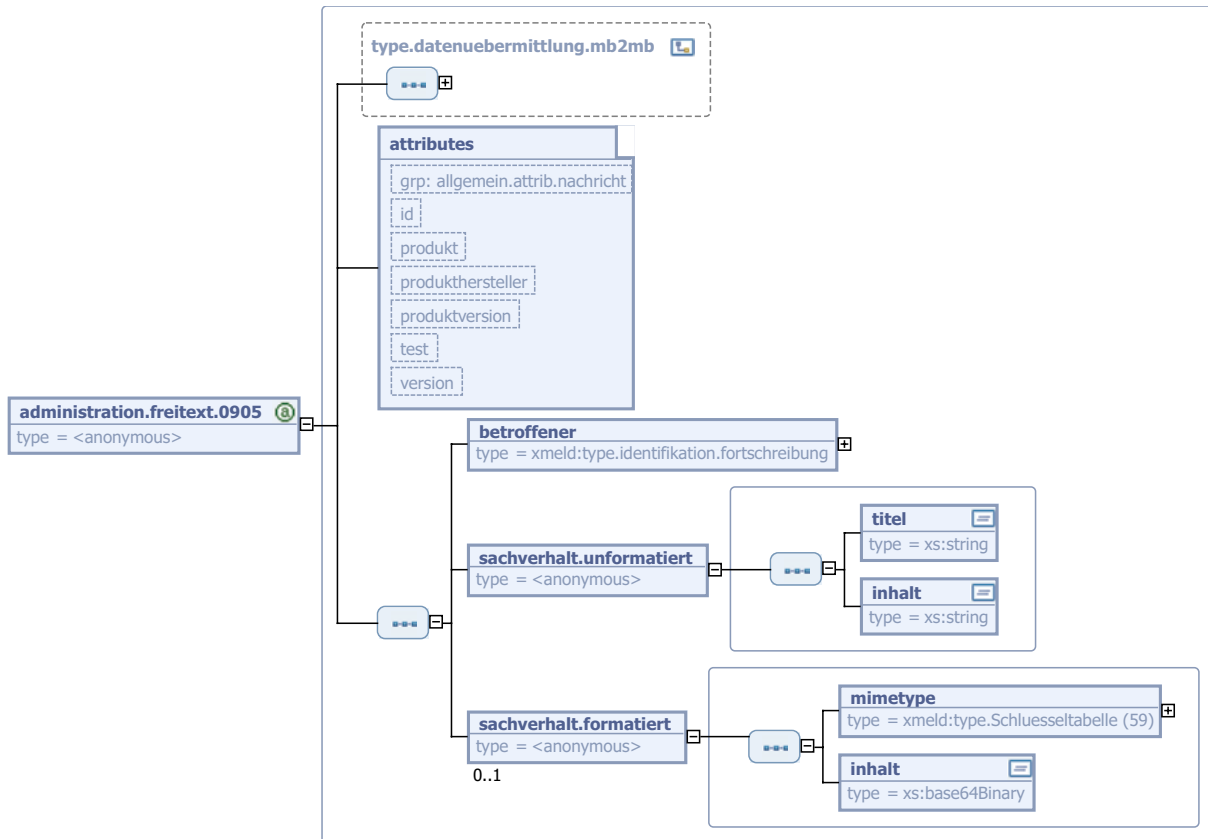 type.datenuebermittlung.mb2mb
attributes
grp: allgemein.attrib.nachricht
id
produkt
produkthersteller
produktversion
test
version
administration.freitext.0905 @
type = <anonymous>
betroffener
type = xmeld:type.identifikation.fortschreibung
sachverhalt.unformatiert
type = <anonymous>
titel
type = xs:string
inhalt
type = xs:string
sachverhalt.formatiert
type = <anonymous>
0..1
mimetype
type = xmeld:type.Schluesseltabelle (59)
inhalt
type = xs:base64Binary